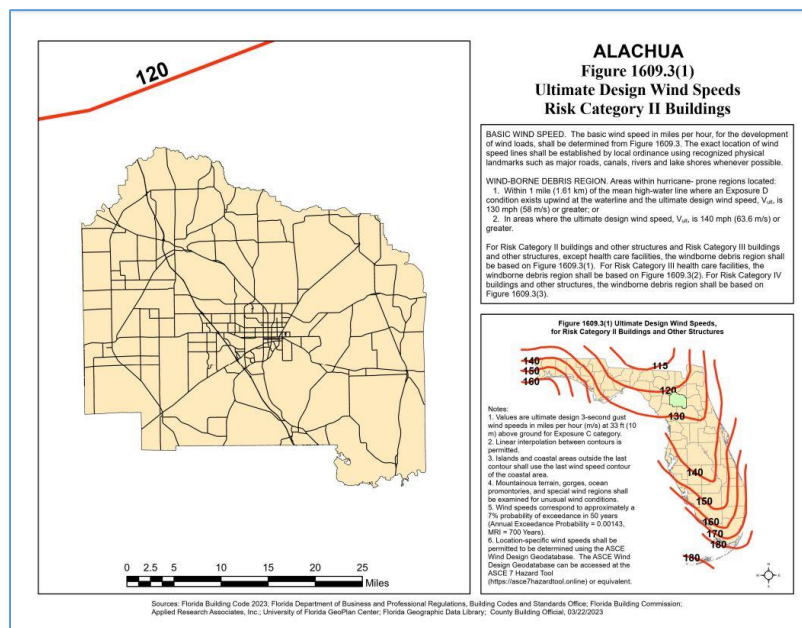 120
ALACHUA
Figure 1609.3(1)
Ultimate Design Wind Speeds
Risk Category II Buildings
BASIC WIND SPEED. The basic wind speed in miles per hour, for the development
of wind loads, shall be determined from Figure 1609.3. The exact location of
wind speed lines shall be established by local ordinance using recognized physical
landmarks such as major roads, canals, rivers and lake shores whenever possible.
WIND-BORNE DEBRIS REGION. Areas within hurricane- prone regions located:
1. Within 1 mile (1.61 km) of the mean high-water line where an Exposure D
condition exists upwind at the waterline and the ultimate design wind speed, Vult, is
130 mph (58 m/s) or greater; or
2. In areas where the ultimate design wind speed, Vult, is 140 mph (63.6 m/s) or
greater.
For Risk Category II buildings and other structures and Risk Category III buildings
and other structures, except health care facilities, the windborne debris region shall
be based on Figure 1609.3(1). For Risk Category III health care facilities, the
windborne debris region shall be based on Figure 1609.3(2). For Risk Category IV
buildings and other structures, the windborne debris region shall be based on
Figure 1609.3(3).
Figure 1609.3(1) Ultimate Design Wind Speeds,
for Risk Category II Buildings and Other Structures
140
150
160
115
120
130
140
150
160
170
180
180
Notes:
1. Values are ultimate design 3-second gust
wind speeds in miles per hour (m/s) at 33 ft (10
m) above ground for Exposure C category.
2. Linear interpolation between contours is
permitted.
3. Islands and coastal areas outside the last
contour shall use the last wind speed contour
of the coastal area.
4. Mountainous terrain, gorges, ocean
promontories, and special wind regions shall
be examined for unusual wind conditions.
5. Wind speeds correspond to approximately a
7% probability of exceedance in 50 years
(Annual Exceedance Probability = 0.00143,
MRI = 700 Years).
6. Location-specific wind speeds shall be
permitted to be determined using the ASCE
Wind Design Geodatabase. The ASCE Wind
Design Geodatabase can be accessed at the
ASCE 7 Hazard Tool
(https://asce7hazardtool.online) or equivalent.
0 2.5 5 10 15 20 25
Miles
Sources: Florida Building Code 2023; Florida Department of Business and Professional Regulations, Building Codes and Standards Office; Florida Building Commission;
Applied Research Associates, Inc.; University of Florida GeoPlan Center; Florida Geographic Data Library; County Building Official, 03/22/2023